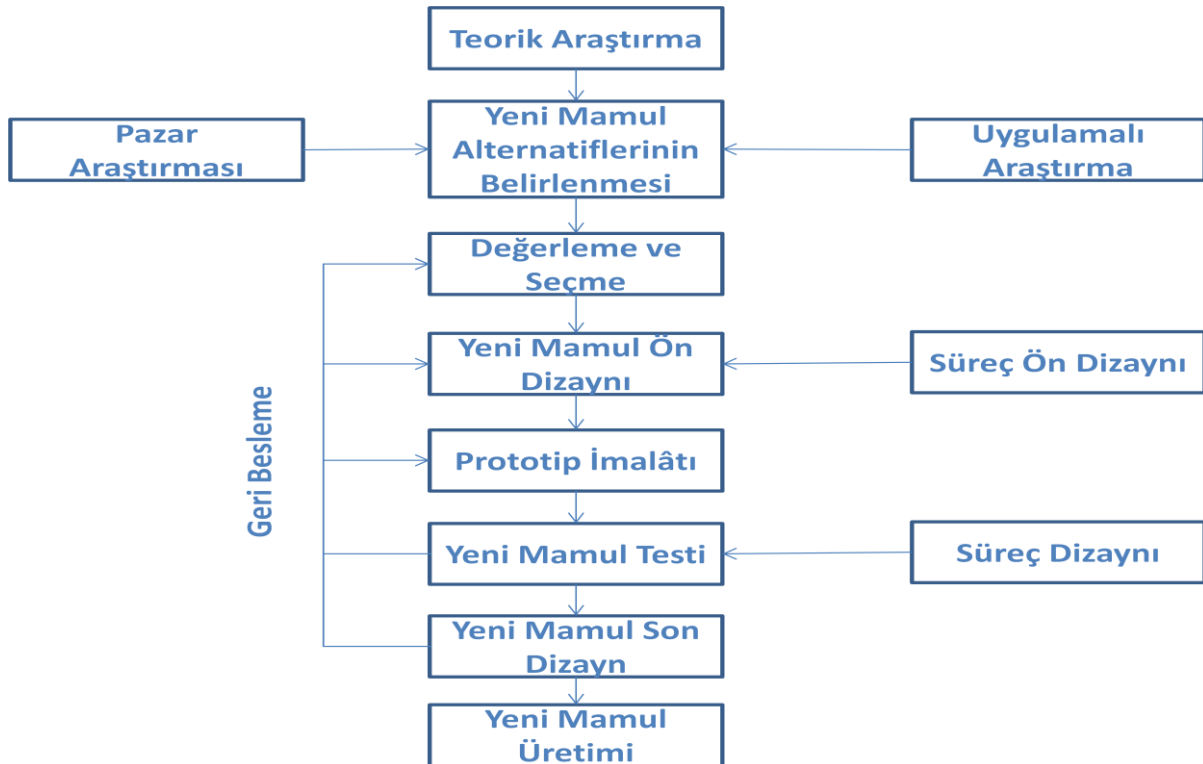 Teorik Araştırma
Pazar
Araştırması
Yeni Mamul
Alternatiflerinin
Belirlenmesi
Uygulamalı
Araştırma
Değerleme ve
Seçme
Yeni Mamul Ön
Dizaynı
Süreç Ön Dizaynı
Geri Besleme
Prototip İmalâtı
Yeni Mamul Testi
Süreç Dizaynı
Yeni Mamul Son
Dizayn
Yeni Mamul
Üretimi